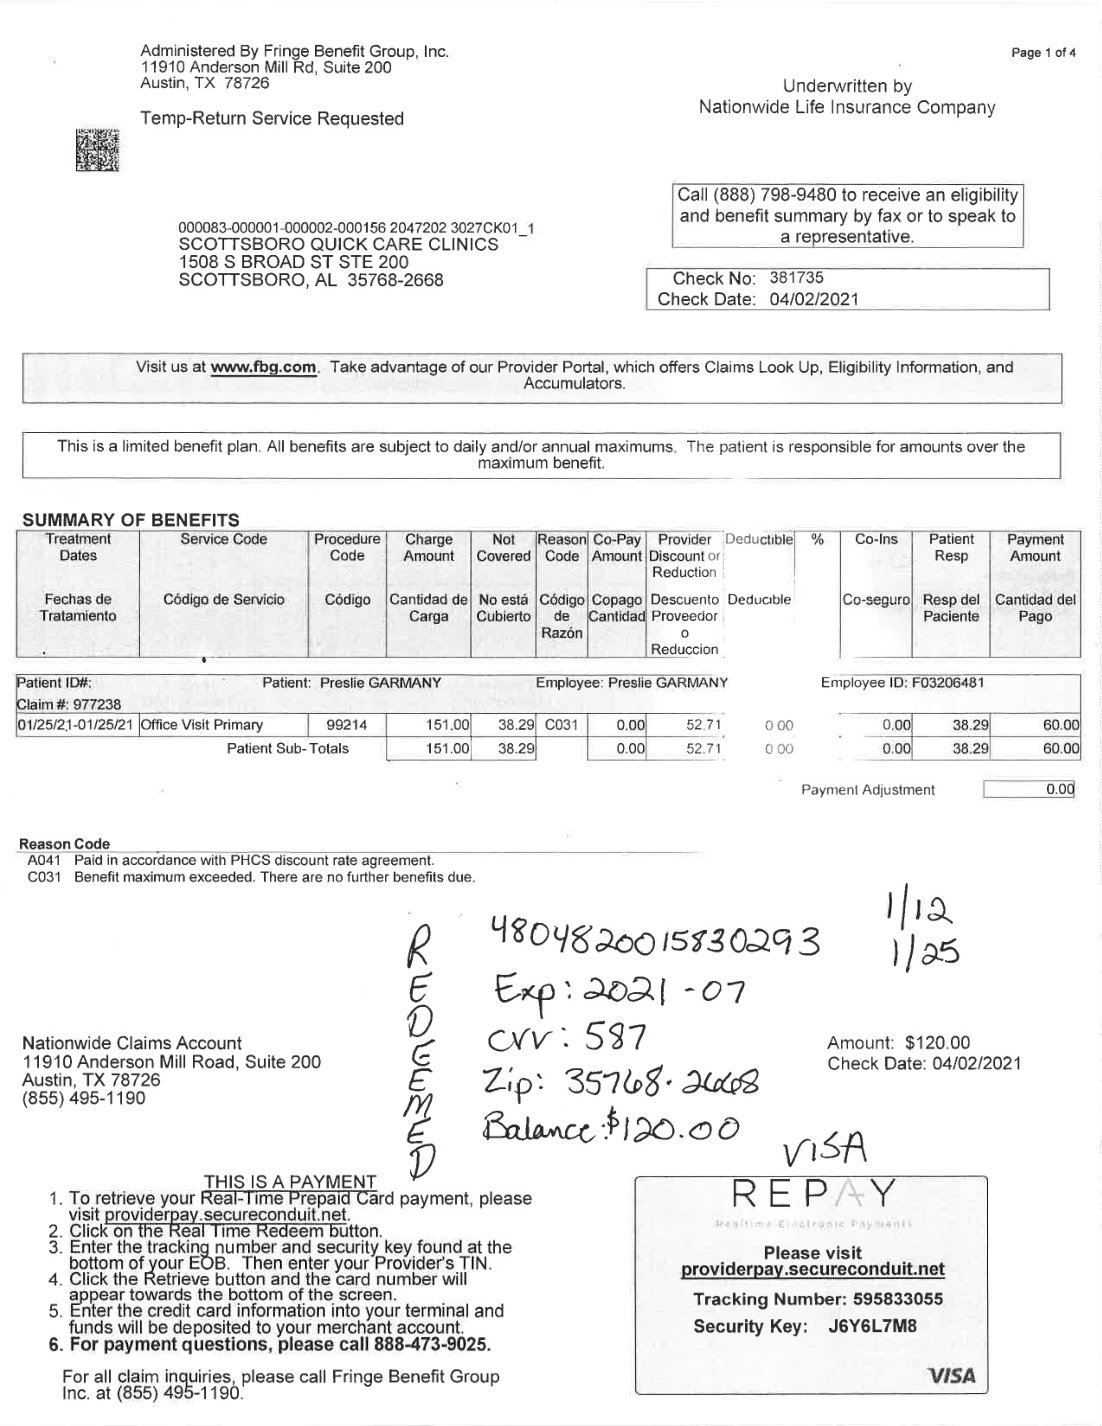 Administered By Fringe Benefit Group, Inc.
11910 Anderson Mill Rd, Suite 200
Austin, TX 78726
Page 1 of 4
Underwritten by
Nationwide Life Insurance Company
Temp-Return Service Requested
Call (888) 798-9480 to receive an eligibility
and benefit summary by fax or to speak to
a representative.
000083-000001-000002-000156 2047202 3027CK01_1
SCOTTSBORO QUICK CARE CLINICS
1508 S BROAD ST STE 200
SCOTTSBORO, AL 35768-2668
Check No: 381735
Check Date: 04/02/2021
Visit us at www.fbg.com. Take advantage of our Provider Portal, which offers Claims Look Up, Eligibility Information, and
Accumulators.
This is a limited benefit plan. All benefits are subject to daily and/or annual maximums. The patient is responsible for amounts over the
maximum benefit.
SUMMARY OF BENEFITS
Treatment Dates Service Code Procedure Code Charge Amount Not Covered Reason Code Co-Pay Amount Provider Discount or Reduction Deductible % Co-Ins Patient Resp Payment Amount
Fechas de Tratamiento Código de Servicio Código Cantidad de Carga No está Cubierto Código de Razón Copago Cantidad Descuento Proveedor o Reduccion Deducible Co-seguro Resp del Paciente Cantidad del Pago
Patient ID#: Patient: Preslie GARMANY Employee: Preslie GARMANY Employee ID: F03206481
Claim #: 977238
01/25/21-01/25/21 Office Visit Primary 99214 151.00 38.29 C031 0.00 52.71 0 00 0.00 38.29 60.00
Patient Sub-Totals 151.00 38.29 0.00 52.71 0 00 0.00 38.29 60.00
Payment Adjustment 0.00
Reason Code
A041 Paid in accordance with PHCS discount rate agreement.
C031 Benefit maximum exceeded. There are no further benefits due.
1/12
1/25
REDEEMED
4804820015830293
Exp: 2021-07
CVV: 587
Zip: 35768-2668
Balance: $120.00
VISA
Nationwide Claims Account
11910 Anderson Mill Road, Suite 200
Austin, TX 78726
(855) 495-1190
Amount: $120.00
Check Date: 04/02/2021
THIS IS A PAYMENT
1. To retrieve your Real-Time Prepaid Card payment, please
visit providerpay.secureconduit.net.
2. Click on the Real Time Redeem button.
3. Enter the tracking number and security key found at the
bottom of your EOB. Then enter your Provider's TIN.
4. Click the Retrieve button and the card number will
appear towards the bottom of the screen.
5. Enter the credit card information into your terminal and
funds will be deposited to your merchant account.
6. For payment questions, please call 888-473-9025.
For all claim inquiries, please call Fringe Benefit Group
Inc. at (855) 495-1190.
REPAY
Realtime Electronic Payments
Please visit
providerpay.secureconduit.net
Tracking Number: 595833055
Security Key: J6Y6L7M8
VISA